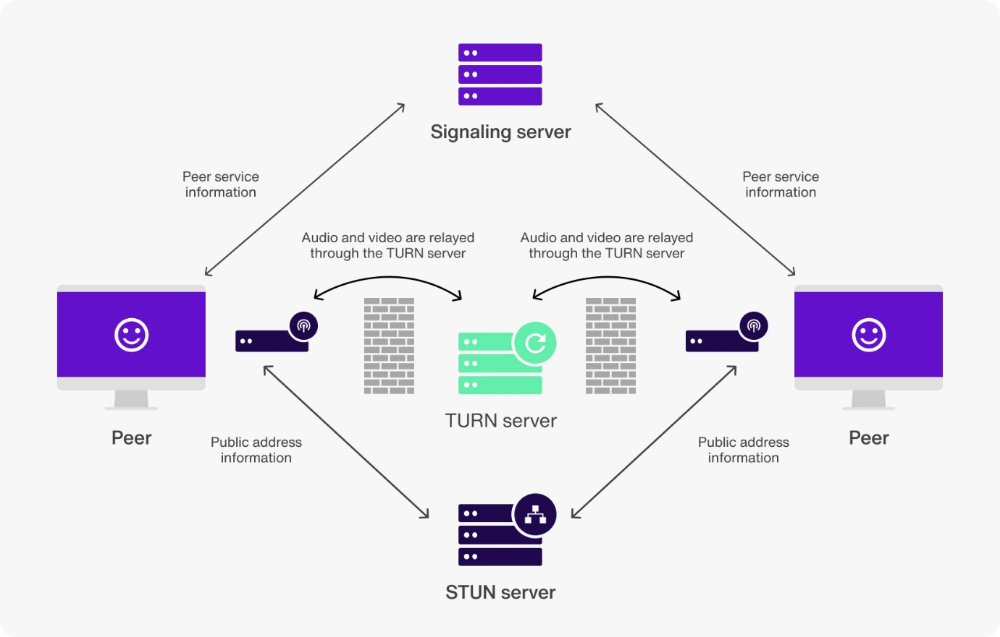 Signaling server
Peer service
information
Peer service
information
Audio and video are relayed
through the TURN server
Audio and video are relayed
through the TURN server
TURN server
Peer
Peer
Public address
information
Public address
information
STUN server